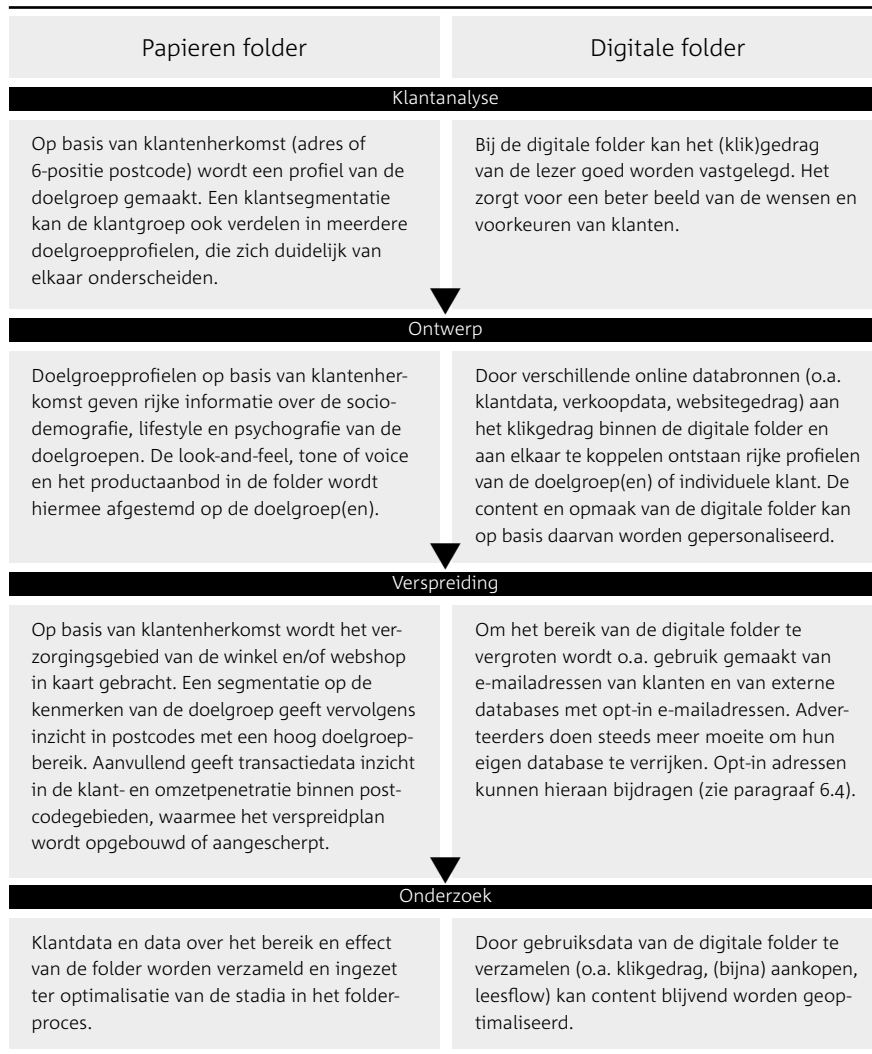 Papieren folder
Digitale folder
Klantanalyse
Op basis van klantenherkomst (adres of
6-positie postcode) wordt een profiel van de
doelgroep gemaakt. Een klantsegmentatie
kan de klantgroep ook verdelen in meerdere
doelgroepprofielen, die zich duidelijk van
elkaar onderscheiden.
Bij de digitale folder kan het (klik)gedrag
van de lezer goed worden vastgelegd. Het
zorgt voor een beter beeld van de wensen en
voorkeuren van klanten.
Ontwerp
Doelgroepprofielen op basis van klantenher-
komst geven rijke informatie over de socio-
demografie, lifestyle en psychografie van de
doelgroepen. De look-and-feel, tone of voice
en het productaanbod in de folder wordt
hiermee afgestemd op de doelgroep(en).
Door verschillende online databronnen (o.a.
klantdata, verkoopdata, websitegedrag) aan
het klikgedrag binnen de digitale folder en
aan elkaar te koppelen ontstaan rijke profielen
van de doelgroep(en) of individuele klant. De
content en opmaak van de digitale folder kan
op basis daarvan worden gepersonaliseerd.
Verspreiding
Op basis van klantenherkomst wordt het ver-
zorgingsgebied van de winkel en/of webshop
in kaart gebracht. Een segmentatie op de
kenmerken van de doelgroep geeft vervolgens
inzicht in postcodes met een hoog doelgroep-
bereik. Aanvullend geeft transactiedata inzicht
in de klant- en omzetpenetratie binnen post-
codegebieden, waarmee het verspreidplan
wordt opgebouwd of aangescherpt.
Om het bereik van de digitale folder te
vergroten wordt o.a. gebruik gemaakt van
e-mailadressen van klanten en van externe
databases met opt-in e-mailadressen. Adver-
teerders doen steeds meer moeite om hun
eigen database te verrijken. Opt-in adressen
kunnen hieraan bijdragen (zie paragraaf 6.4).
Onderzoek
Klantdata en data over het bereik en effect
van de folder worden verzameld en ingezet
ter optimalisatie van de stadia in het folder-
proces.
Door gebruiksdata van de digitale folder te
verzamelen (o.a. klikgedrag, (bijna) aankopen,
leesflow) kan content blijvend worden geop-
timaliseerd.